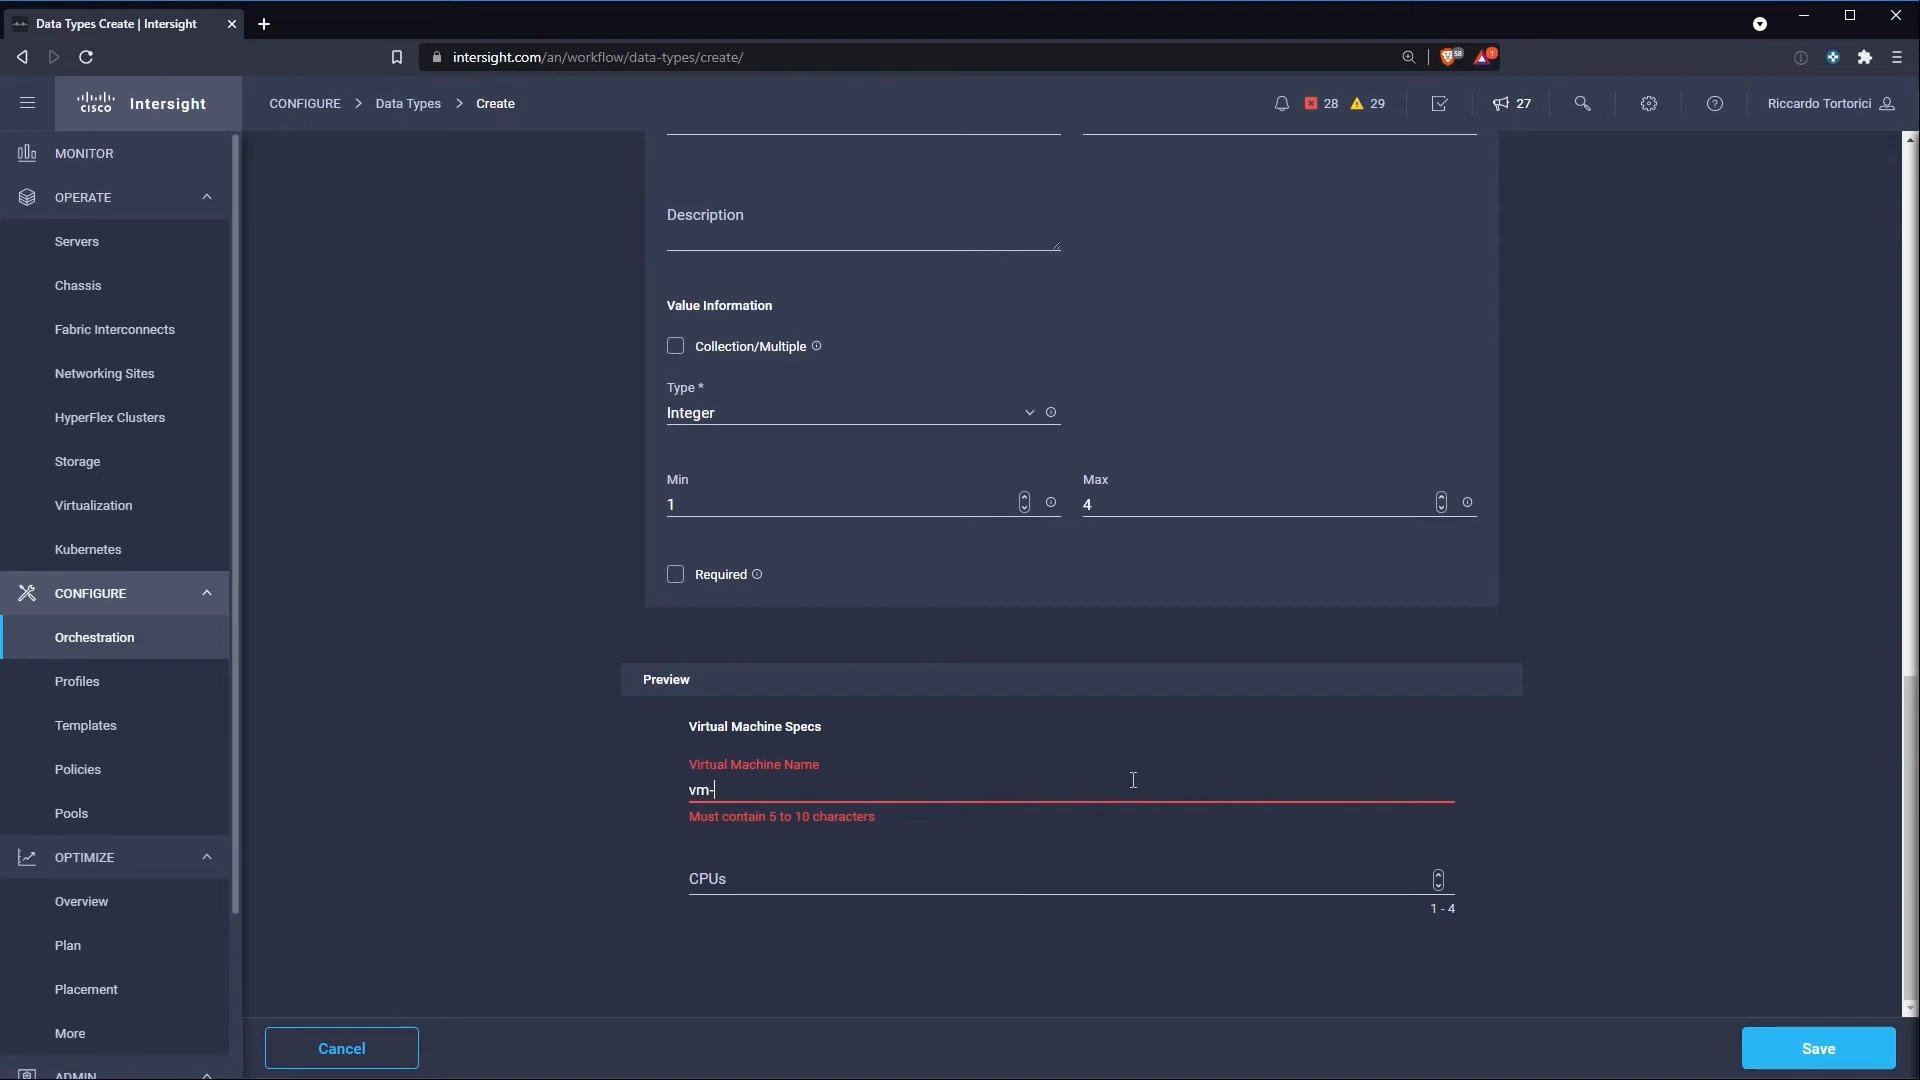 Data Types Create | Intersight
intersight.com/an/workflow/data-types/create/
58
1
CISCO Intersight
CONFIGURE > Data Types > Create
28
29
27
Riccardo Tortorici
MONITOR
OPERATE
Servers
Chassis
Fabric Interconnects
Networking Sites
HyperFlex Clusters
Storage
Virtualization
Kubernetes
CONFIGURE
Orchestration
Profiles
Templates
Policies
Pools
OPTIMIZE
Overview
Plan
Placement
More
ADMIN
Description
Value Information
Collection/Multiple
Type *
Integer
Min
1
Max
4
Required
Preview
Virtual Machine Specs
Virtual Machine Name
vm-
Must contain 5 to 10 characters
CPUs
1 - 4
Cancel
Save